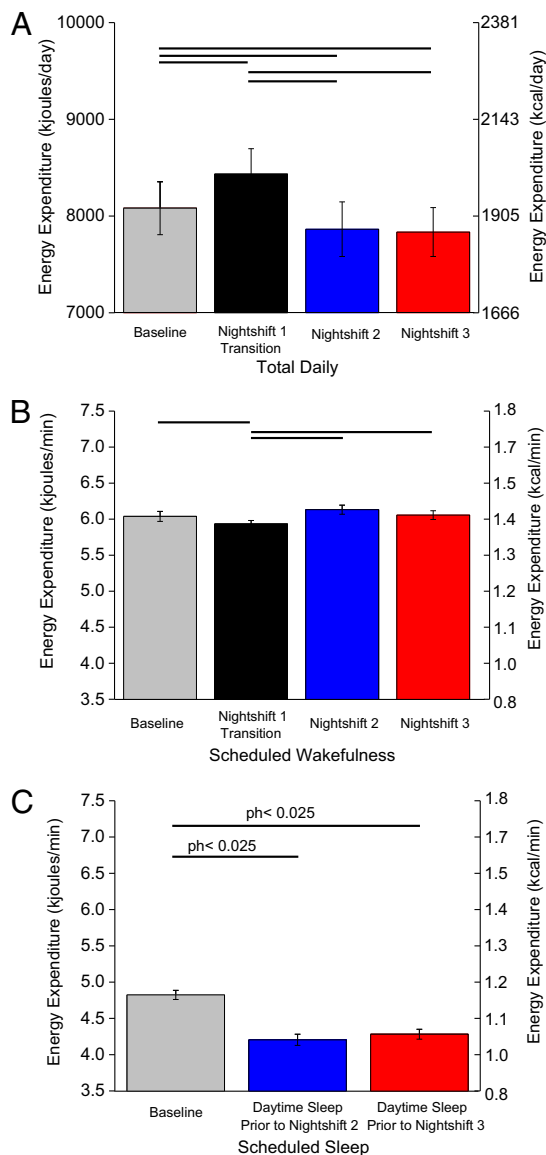 A
Energy Expenditure (kjoules/day)
10000
9000
8000
7000
2381
2143
1905
1666
Energy Expenditure (kcal/day)
Baseline
Nightshift 1
Transition
Nightshift 2
Nightshift 3
Total Daily
B
Energy Expenditure (kjoules/min)
7.5
7.0
6.5
6.0
5.5
5.0
4.5
4.0
3.5
1.8
1.7
1.6
1.4
1.4
1.3
1.2
1.1
1.0
0.8
Energy Expenditure (kcal/min)
Baseline
Nightshift 1
Transition
Nightshift 2
Nightshift 3
Scheduled Wakefulness
C
Energy Expenditure (kjoules/min)
7.5
7.0
6.5
6.0
5.5
5.0
4.5
4.0
3.5
ph< 0.025
ph< 0.025
1.8
1.7
1.6
1.4
1.3
1.2
1.1
1.0
0.8
Energy Expenditure (kcal/min)
Baseline
Daytime Sleep
Prior to Nightshift 2
Daytime Sleep
Prior to Nightshift 3
Scheduled Sleep